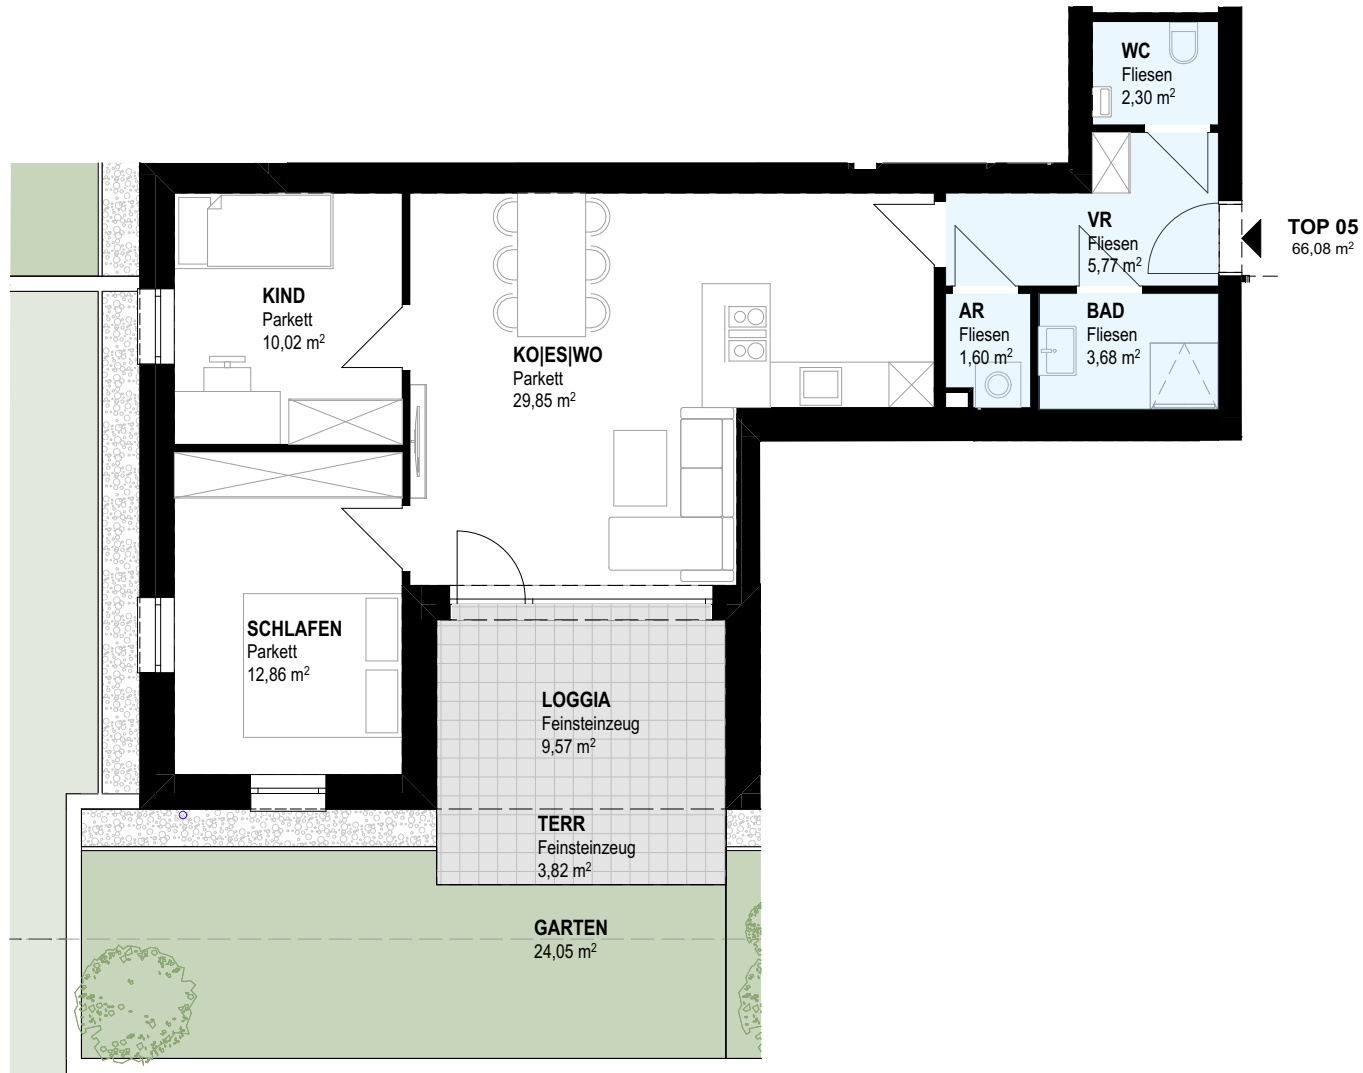 WC
Fliesen
2,30 m²
VR
Fliesen
5,77 m²
TOP 05
66,08 m²
KIND
Parkett
10,02 m²
KO|ES|WO
Parkett
29,85 m²
AR
Fliesen
1,60 m²
BAD
Fliesen
3,68 m²
SCHLAFEN
Parkett
12,86 m²
LOGGIA
Feinsteinzeug
9,57 m²
TERR
Feinsteinzeug
3,82 m²
GARTEN
24,05 m²